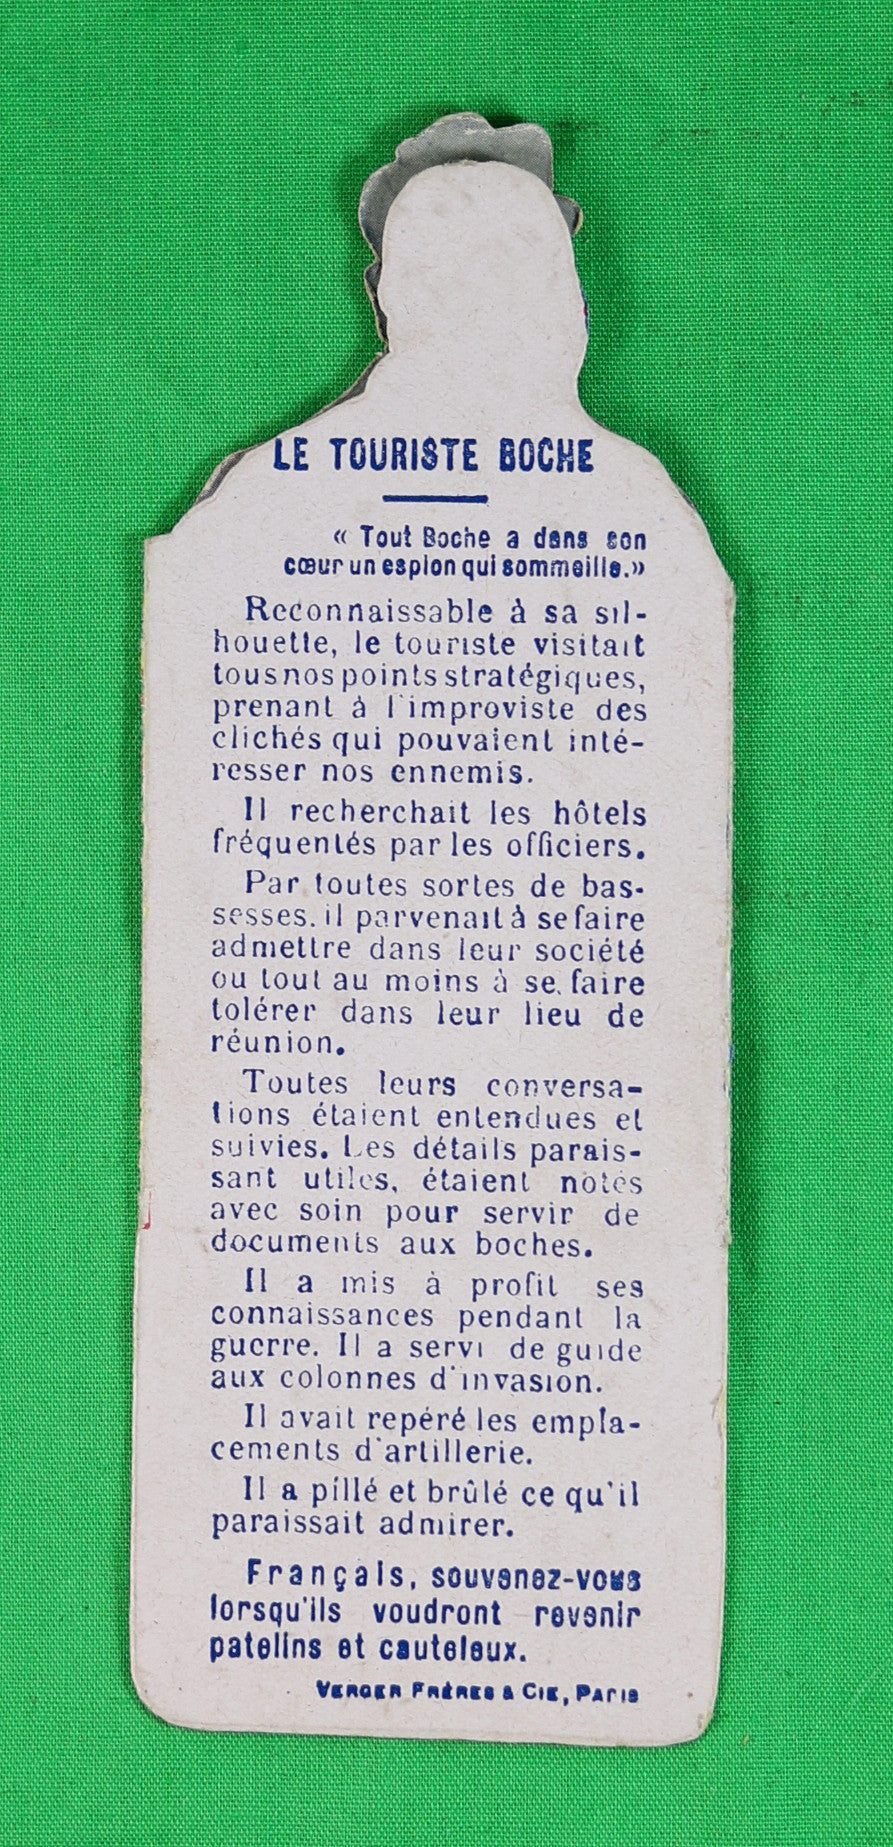 LE TOURISTE BOCHE
« Tout Boche a dans son
cœur un espion qui sommeille.»
Reconnaissable à sa sil-
houette, le touriste visitait
tous nos points stratégiques,
prenant à l'improviste des
clichés qui pouvaient inté-
resser nos ennemis.
Il recherchait les hôtels
fréquentés par les officiers.
Par toutes sortes de bas-
sesses. il parvenait à se faire
admettre dans leur société
ou tout au moins à se faire
tolérer dans leur lieu de
réunion.
Toutes leurs conversa-
tions étaient entendues et
suivies. Les détails parais-
sant utiles, étaient notés
avec soin pour servir de
documents aux boches.
Il a mis à profit ses
connaissances pendant la
guerre. Il a servi de guide
aux colonnes d'invasion.
Il avait repéré les empla-
cements d'artillerie.
Il a pillé et brûlé ce qu'il
paraissait admirer.
Français, souvenez-vous
lorsqu'ils voudront revenir
patelins et cauteleux.
VERGER FRÈRES & CIE, PARIS